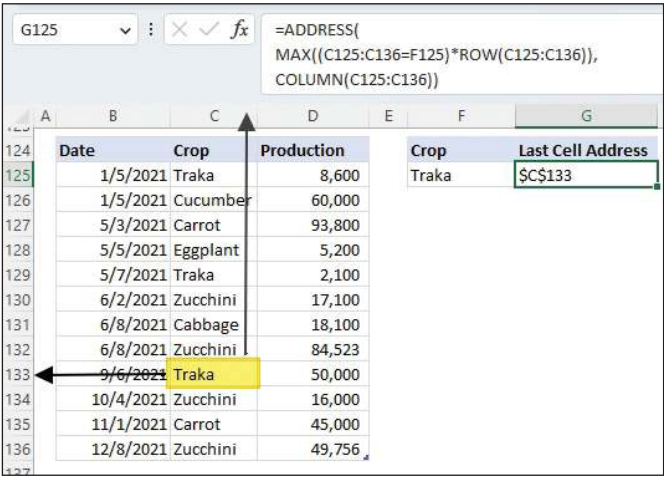 G125 fx =ADDRESS(
MAX((C125:C136=F125)*ROW(C125:C136)),
COLUMN(C125:C136))
A B C D E F G
124 Date Crop Production Crop Last Cell Address
125 1/5/2021 Traka 8,600 Traka $C$133
126 1/5/2021 Cucumber 60,000
127 5/3/2021 Carrot 93,800
128 5/5/2021 Eggplant 5,200
129 5/7/2021 Traka 2,100
130 6/2/2021 Zucchini 17,100
131 6/8/2021 Cabbage 18,100
132 6/8/2021 Zucchini 84,523
133 9/6/2021 Traka 50,000
134 10/4/2021 Zucchini 16,000
135 11/1/2021 Carrot 45,000
136 12/8/2021 Zucchini 49,756